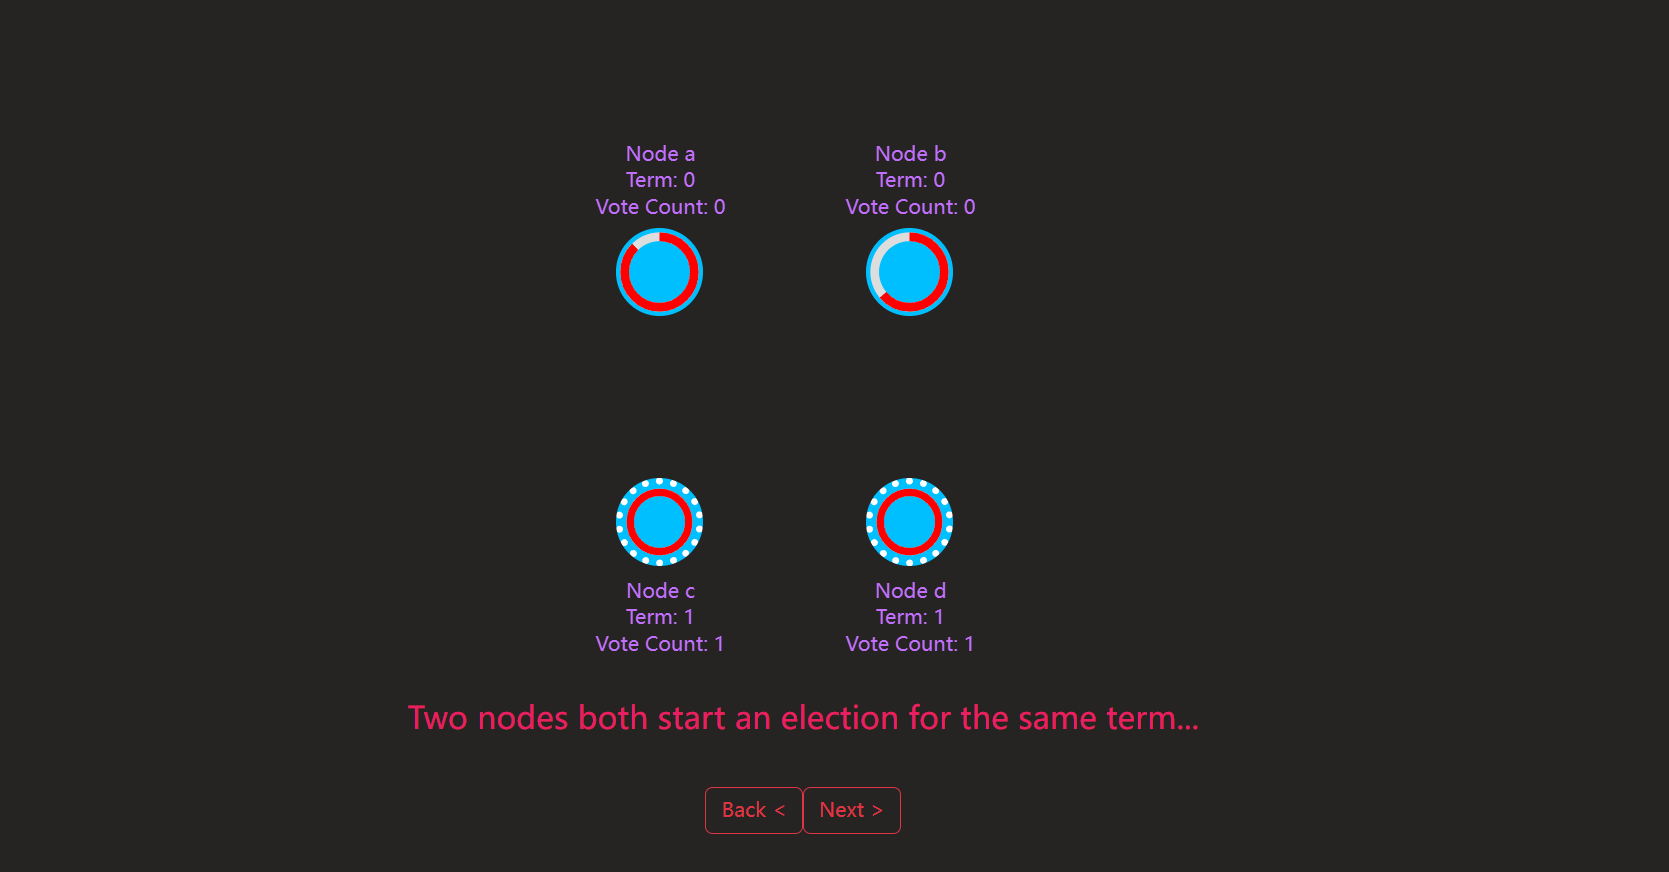 Node a
Term: 0
Vote Count: 0
Node b
Term: 0
Vote Count: 0
Node c
Term: 1
Vote Count: 1
Node d
Term: 1
Vote Count: 1
Two nodes both start an election for the same term...
Back <
Next >